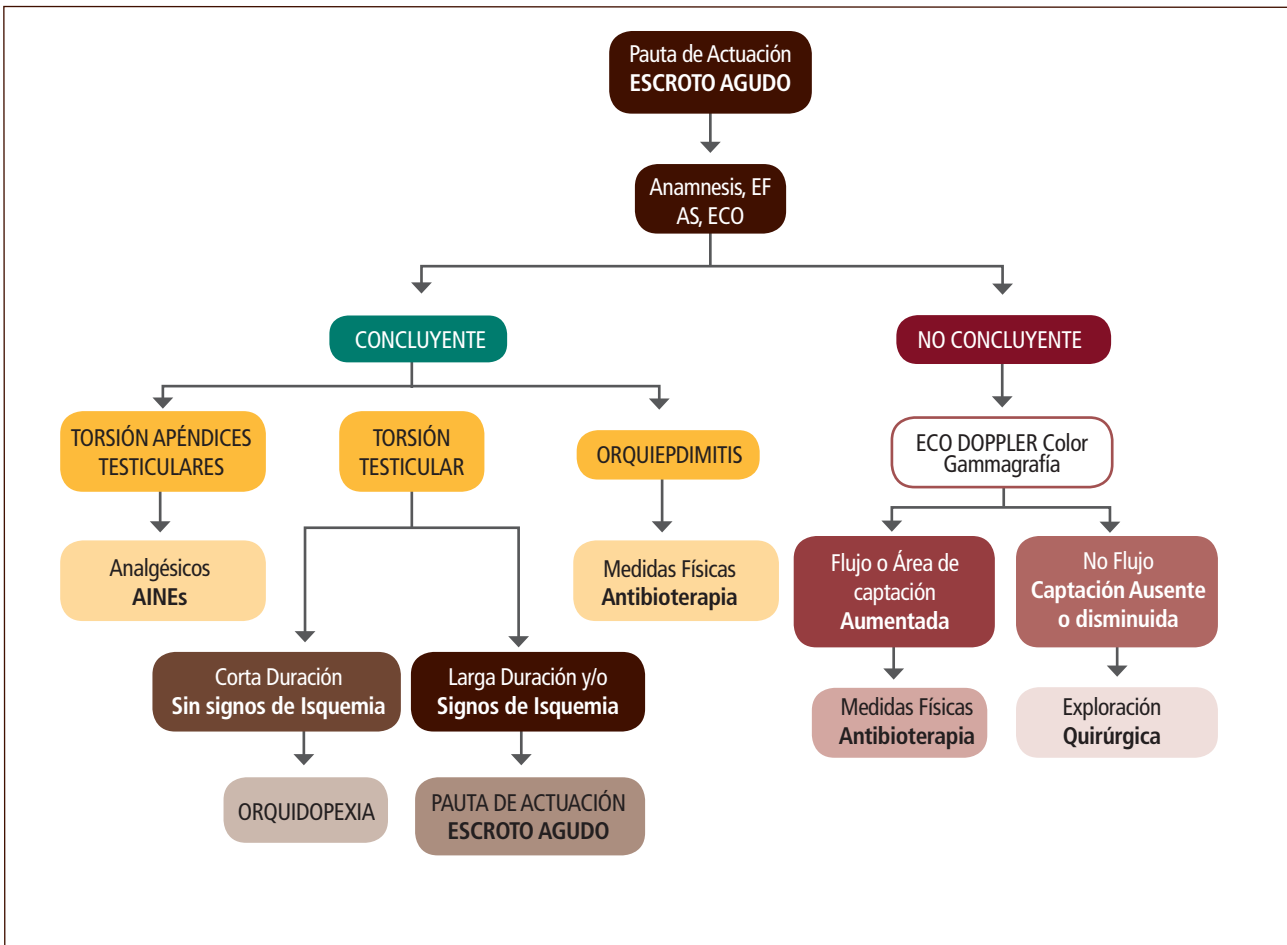 Pauta de Actuación
ESCROTO AGUDO
Anamnesis, EF
AS, ECO
CONCLUYENTE
NO CONCLUYENTE
TORSIÓN APÉNDICES
TESTICULARES
TORSIÓN
TESTICULAR
ORQUIEPDIMITIS
ECO DOPPLER Color
Gammagrafía
Analgésicos
AINEs
Medidas Físicas
Antibioterapia
Flujo o Área de
captación
Aumentada
No Flujo
Captación Ausente
o disminuida
Corta Duración
Sin signos de Isquemia
Larga Duración y/o
Signos de Isquemia
Medidas Físicas
Antibioterapia
Exploración
Quirúrgica
ORQUIDOPEXIA
PAUTA DE ACTUACIÓN
ESCROTO AGUDO